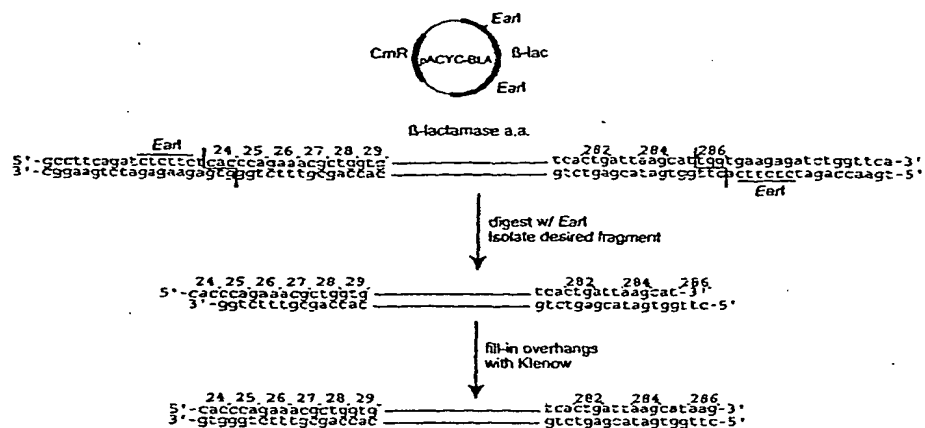 EarI
CmR pACYC-BLA ß-lac
EarI
ß-lactamase a.a.
EarI 24 25 26 27 28 29 282 284 286
5'-gccttcagatctcttctcacccagaaacgctggtg tcactgattaagcattggtgaagagatctggttca-3'
3'-cggaagtctagagaagagtgggtctttgcgaccac gtctgagcatagtcgttcacttctctagaccaagt-5'
EarI
digest w/ EarI
Isolate desired fragment
24 25 26 27 28 29 282 284 286
5'-cacccagaaacgctggtg tcactgattaagcat-3'
3'-ggtctttgcgaccac gtctgagcatagtggttc-5'
fill-in overhangs
with Klenow
24 25 26 27 28 29 282 284 286
5'-cacccagaaacgctggtg tcactgattaagcataag-3'
3'-gtgggtctttgcgaccac gtctgagcatagtggttc-5'